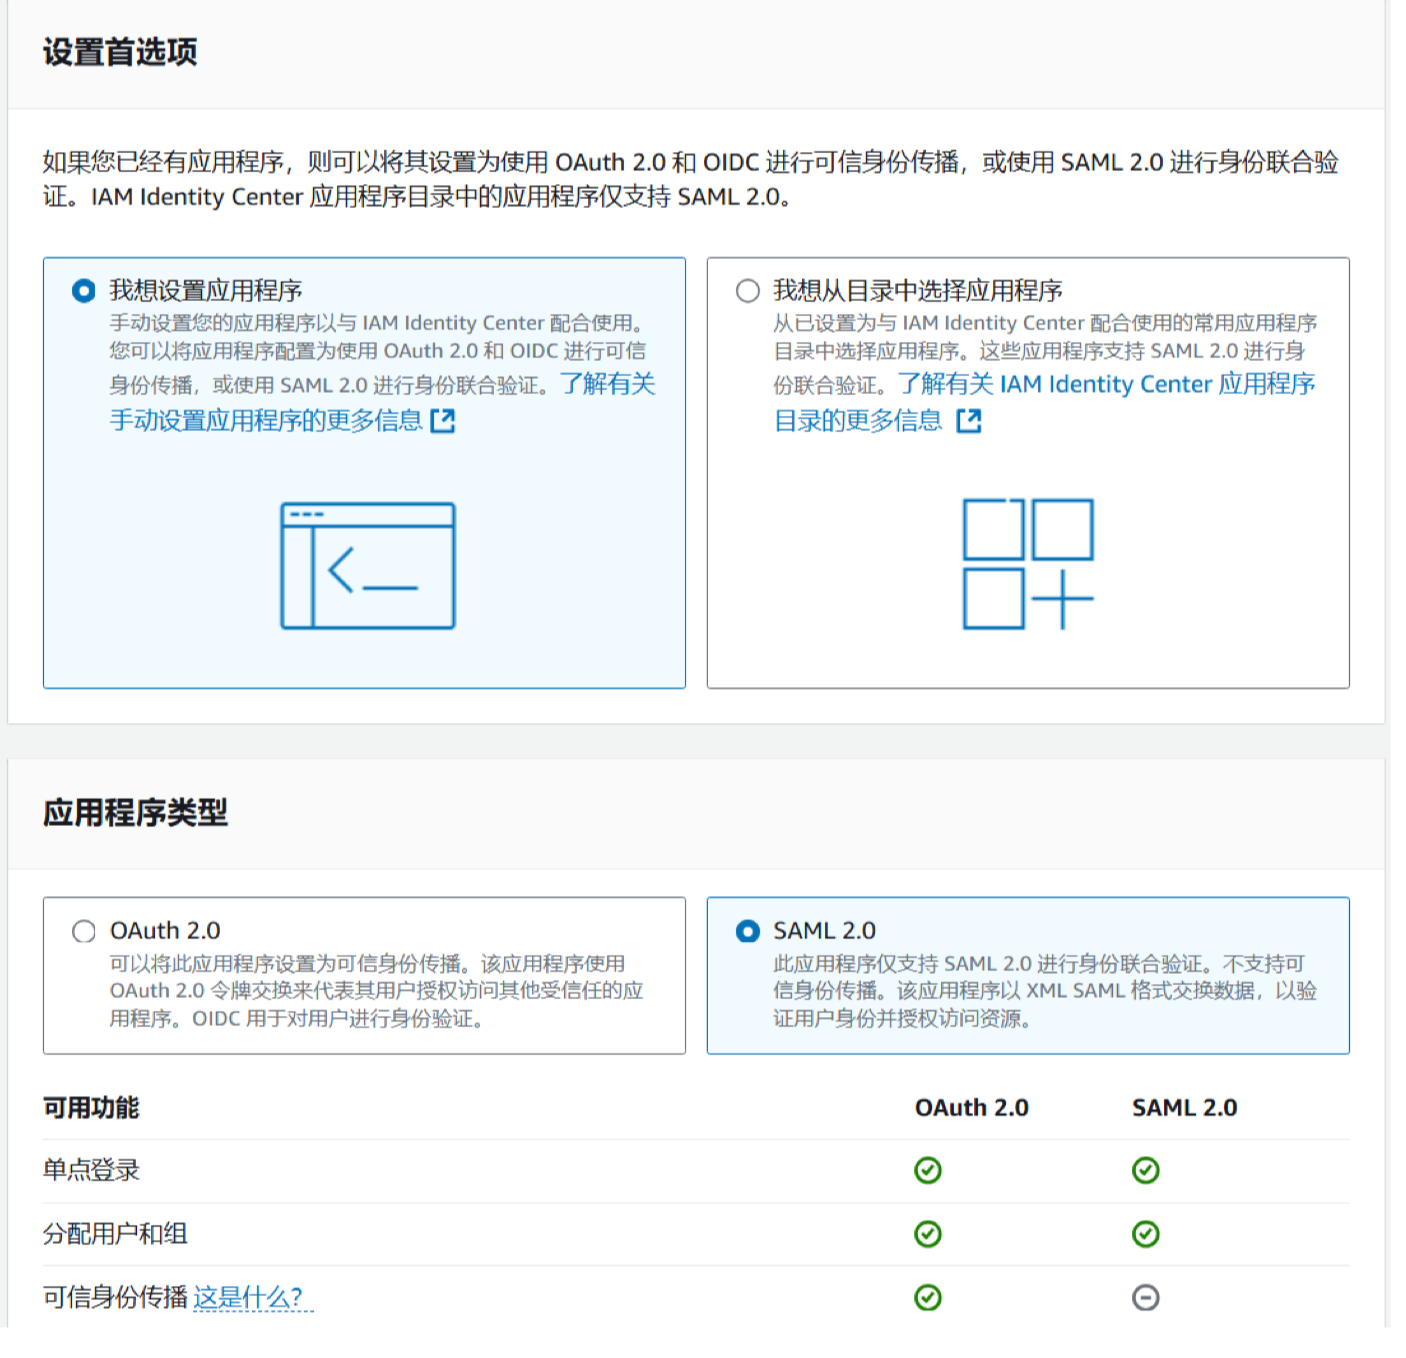 设置首选项
如果您已经有应用程序，则可以将其设置为使用 OAuth 2.0 和 OIDC 进行可信身份传播，或使用 SAML 2.0 进行身份联合验
证。IAM Identity Center 应用程序目录中的应用程序仅支持 SAML 2.0。
我想设置应用程序
手动设置您的应用程序以与 IAM Identity Center 配合使用。
您可以将应用程序配置为使用 OAuth 2.0 和 OIDC 进行可信
身份传播，或使用 SAML 2.0 进行身份联合验证。了解有关
手动设置应用程序的更多信息
我想从目录中选择应用程序
从已设置为与 IAM Identity Center 配合使用的常用应用程序
目录中选择应用程序。这些应用程序支持 SAML 2.0 进行身
份联合验证。了解有关 IAM Identity Center 应用程序
目录的更多信息
应用程序类型
OAuth 2.0
可以将此应用程序设置为可信身份传播。该应用程序使用
OAuth 2.0 令牌交换来代表其用户授权访问其他受信任的应
用程序。OIDC 用于对用户进行身份验证。
SAML 2.0
此应用程序仅支持 SAML 2.0 进行身份联合验证。不支持可
信身份传播。该应用程序以 XML SAML 格式交换数据，以验
证用户身份并授权访问资源。
可用功能 OAuth 2.0 SAML 2.0
单点登录
分配用户和组
可信身份传播 这是什么？